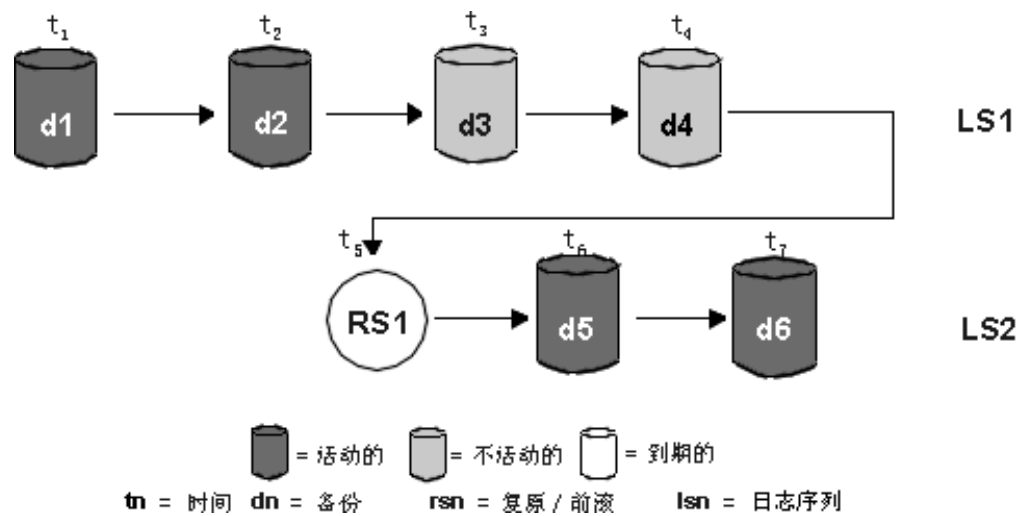 t₁ t₂ t₃ t₄
d1 d2 d3 d4 LS1
t₅ t₆ t₇
RS1 d5 d6 LS2
= 活动的 = 不活动的 = 到期的
tn = 时间 dn = 备份 rsn = 复原 / 前滚 lsn = 日志序列